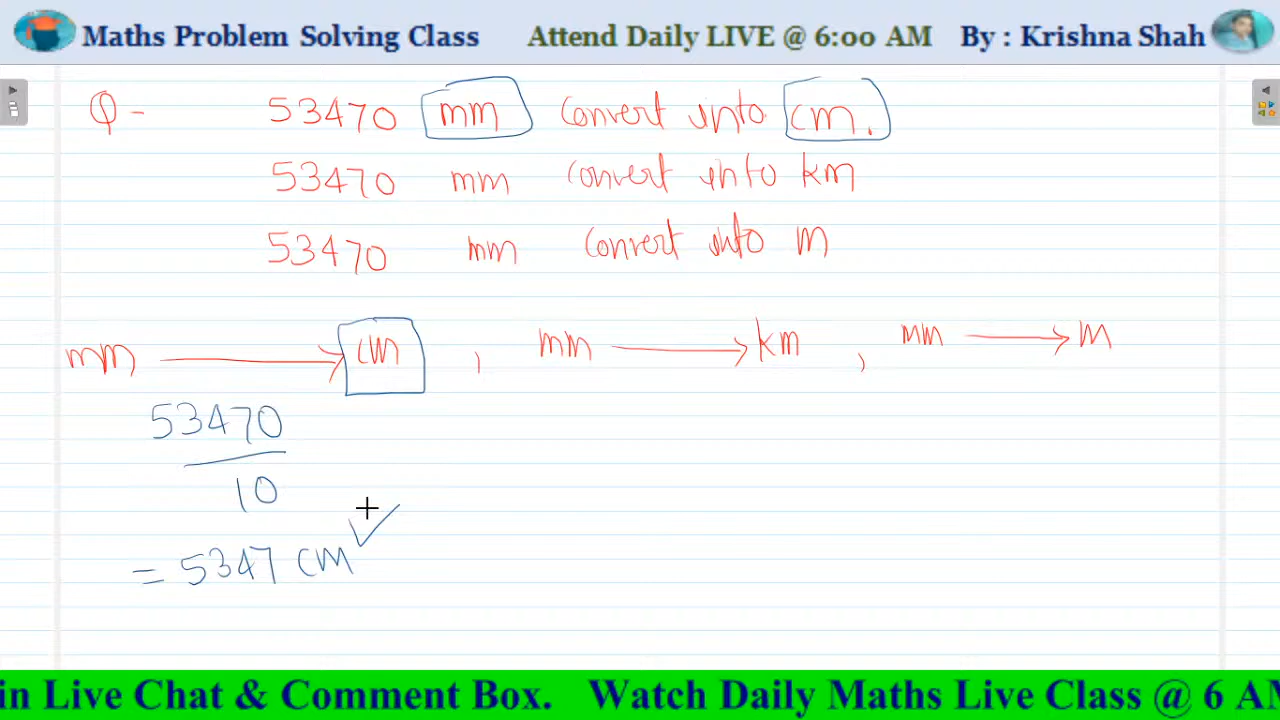 Maths Problem Solving Class Attend Daily LIVE @ 6:00 AM By : Krishna Shah
Q - 53470 mm convert into cm.
53470 mm convert into km
53470 mm convert into m
mm → cm , mm → km , mm → m
53470
10
= 5347 cm ✓
in Live Chat & Comment Box. Watch Daily Maths Live Class @ 6 AM